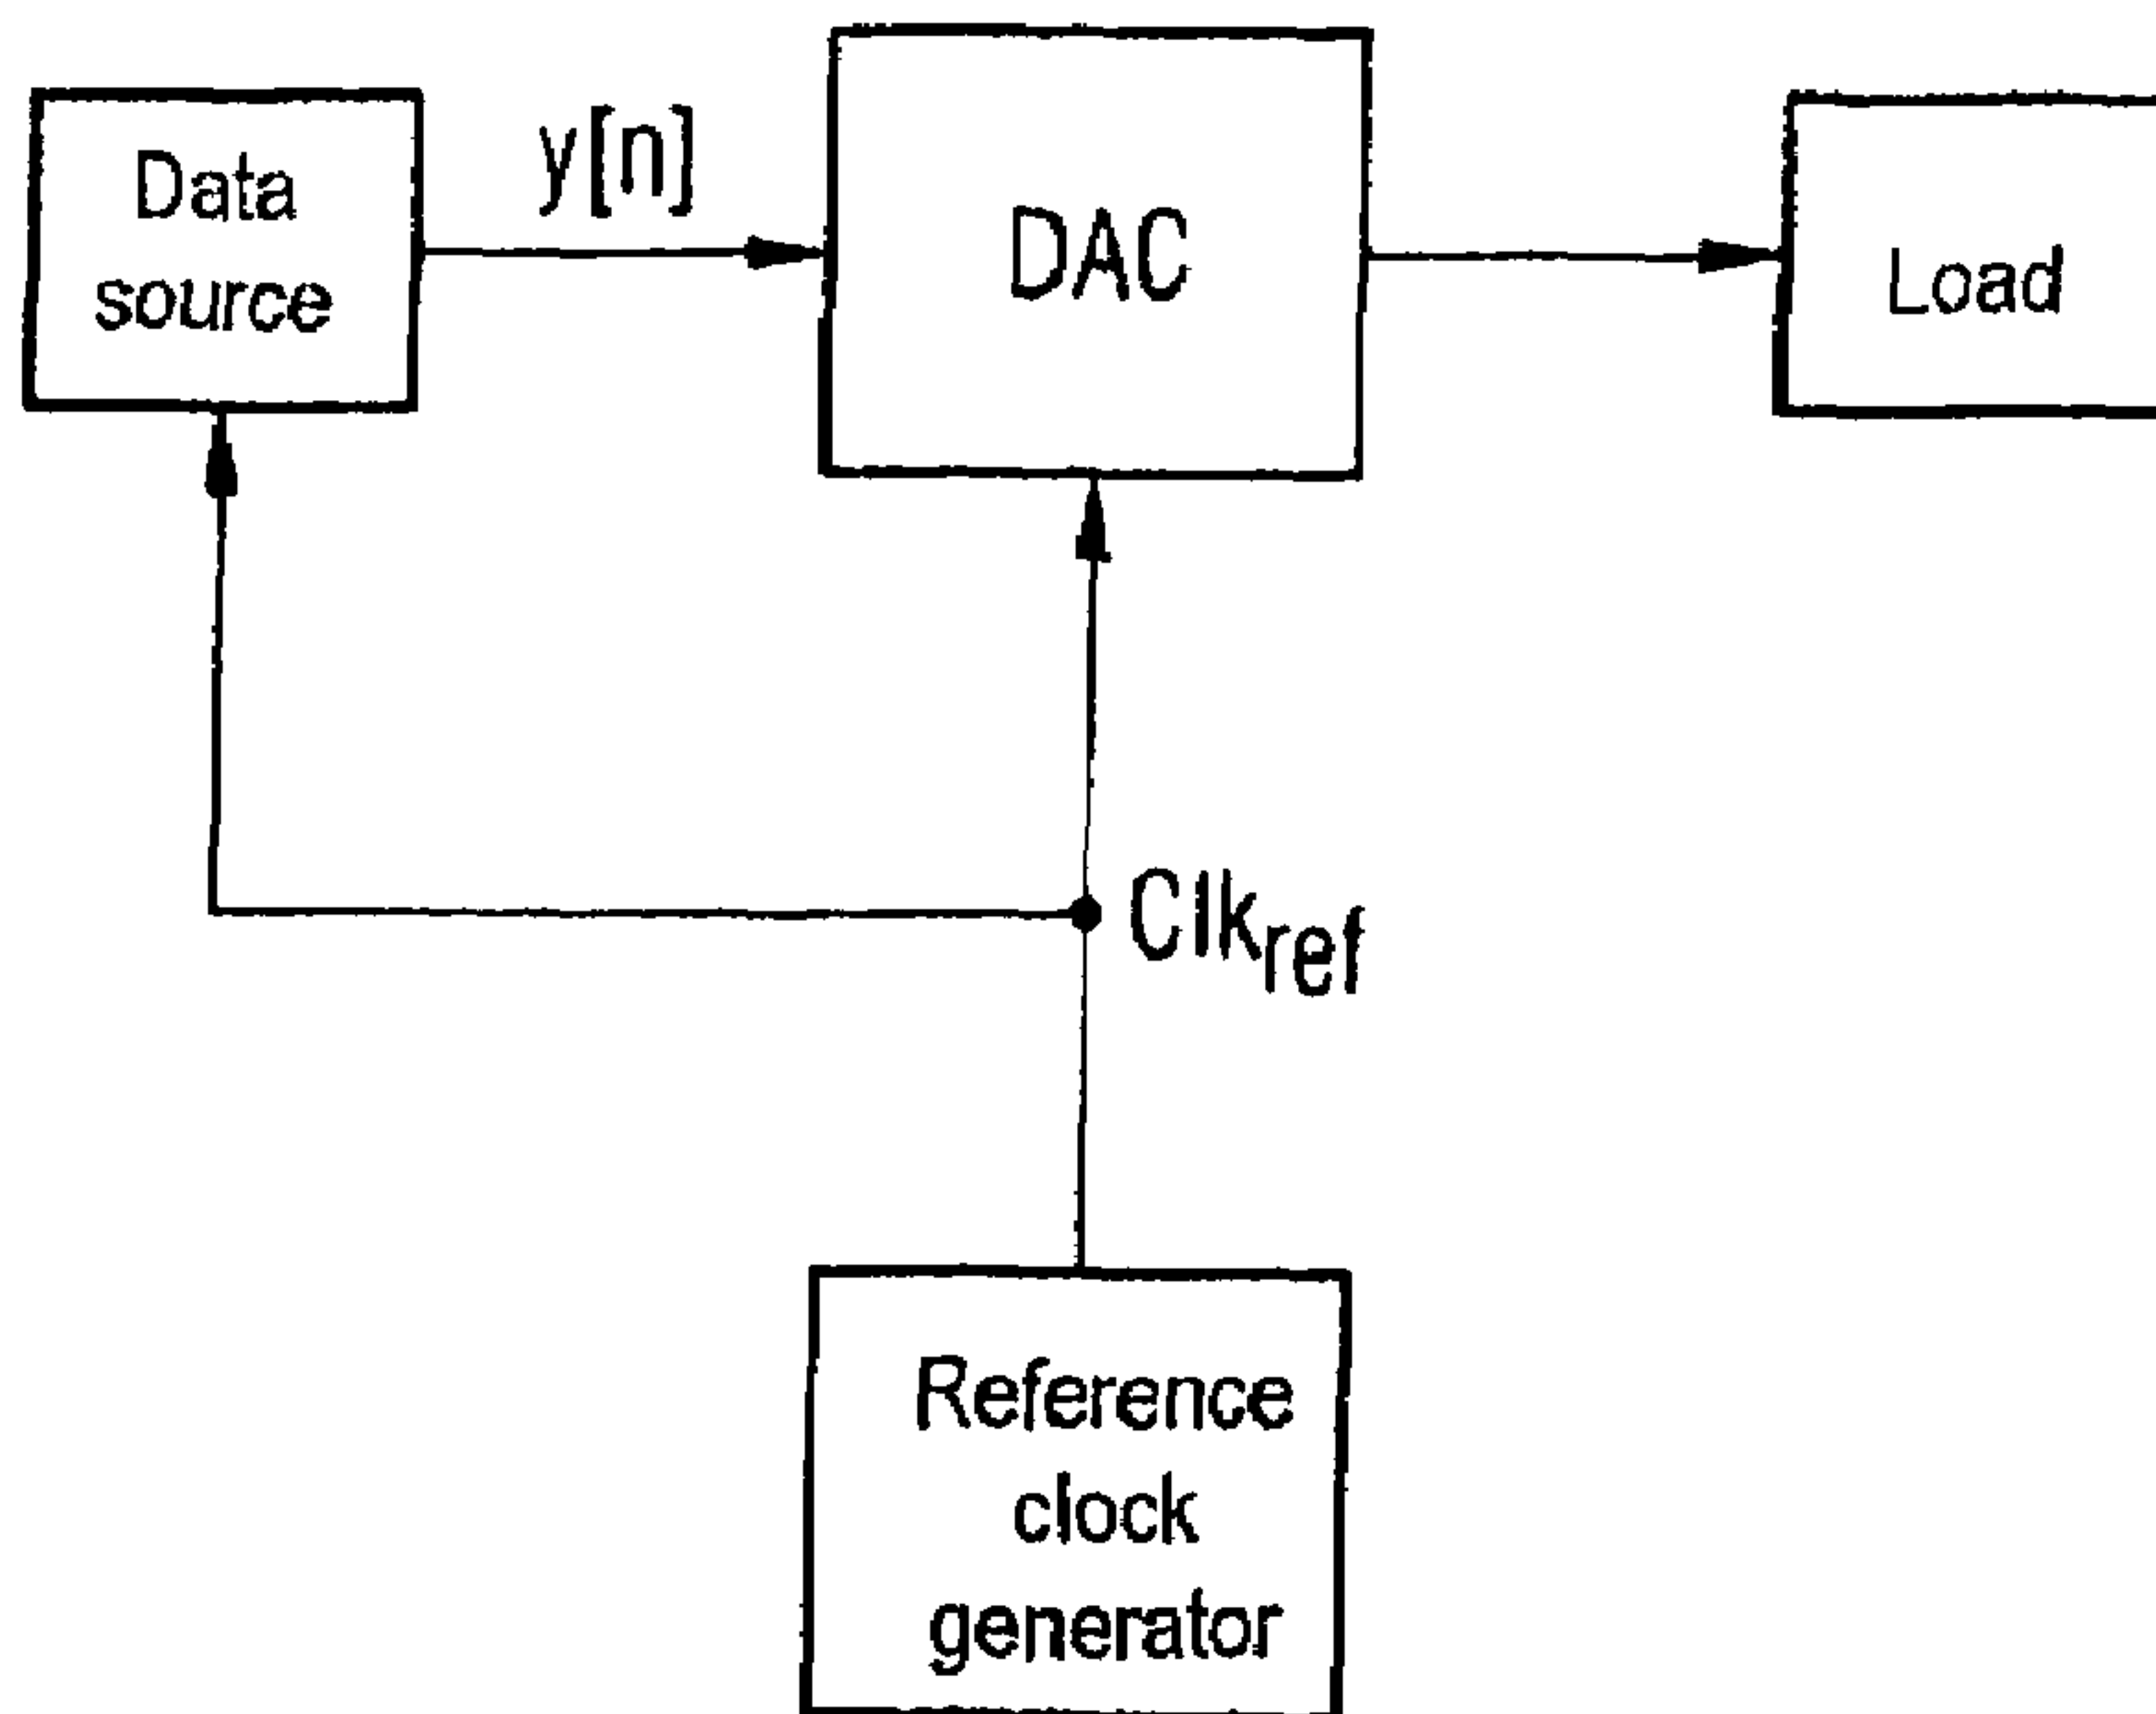 Data
source
y[n]
DAC
Load
Clkref
Reference
clock
generator